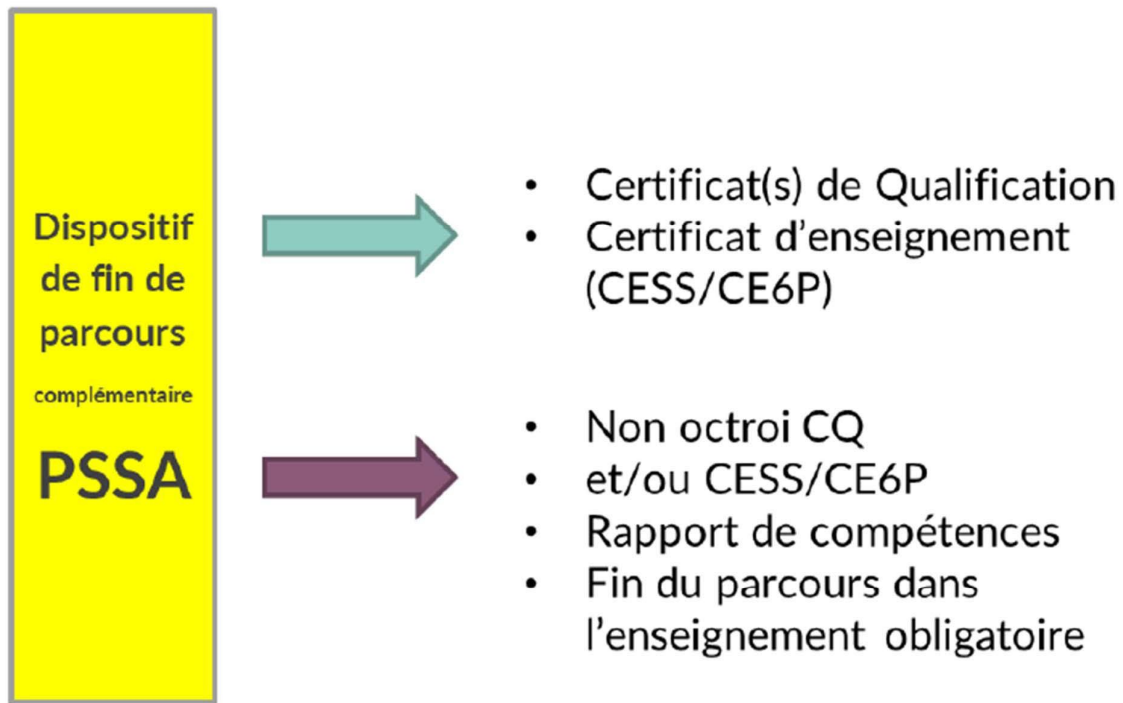 Dispositif
de fin de
parcours
complémentaire
PSSA
• Certificat(s) de Qualification
• Certificat d'enseignement
(CESS/CE6P)
• Non octroi CQ
• et/ou CESS/CE6P
• Rapport de compétences
• Fin du parcours dans
l'enseignement obligatoire